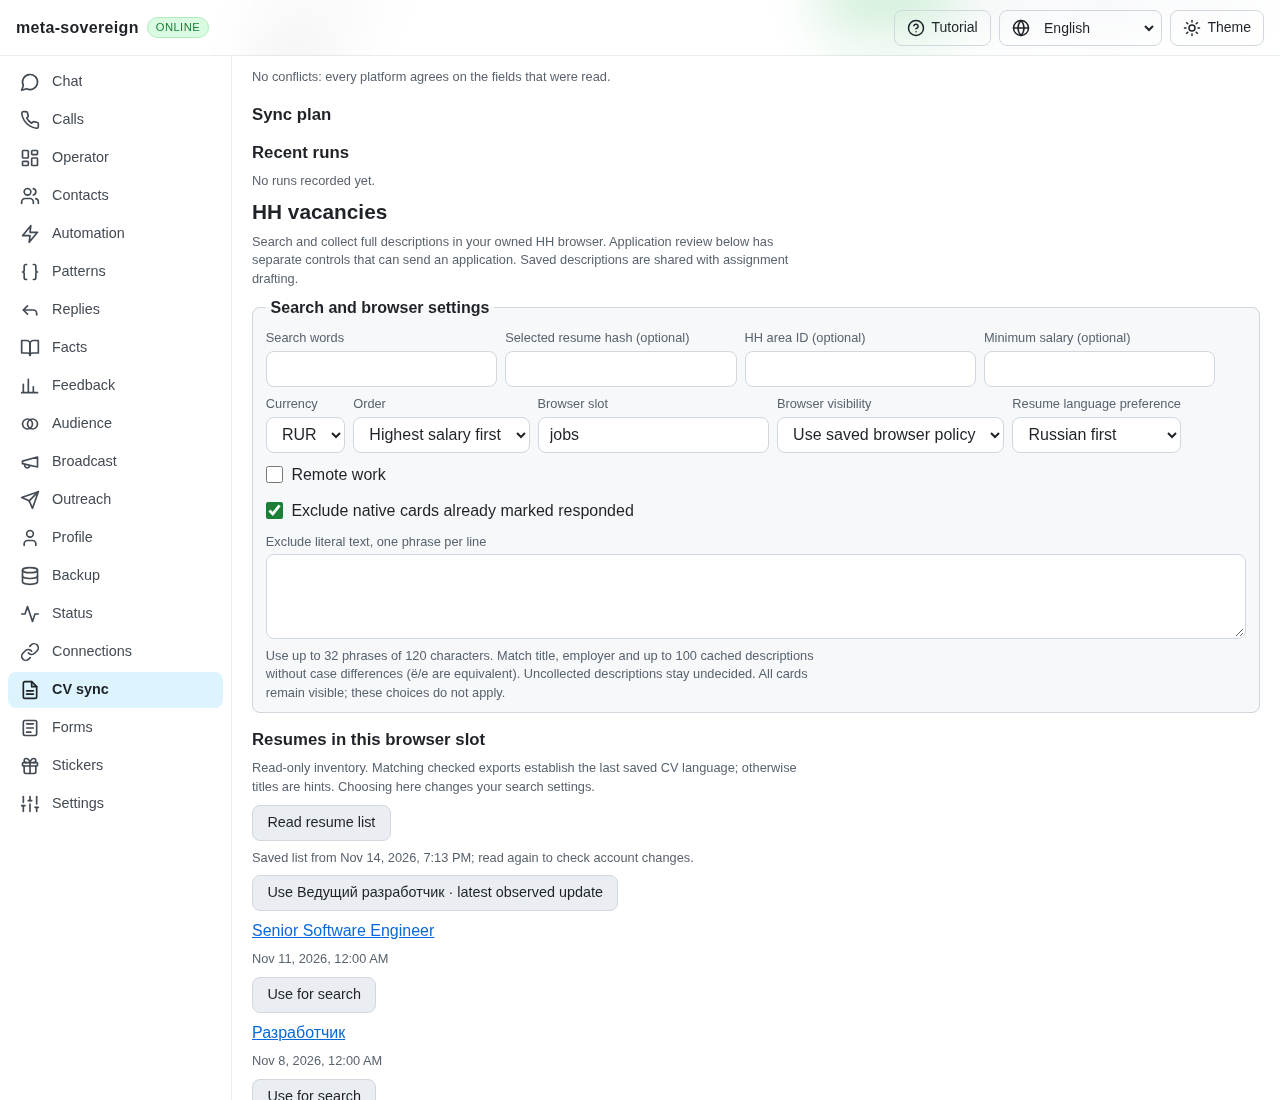 meta-sovereign ONLINE Tutorial English Theme
Chat
Calls
Operator
Contacts
Automation
Patterns
Replies
Facts
Feedback
Audience
Broadcast
Outreach
Profile
Backup
Status
Connections
CV sync
Forms
Stickers
Settings
No conflicts: every platform agrees on the fields that were read.
Sync plan
Recent runs
No runs recorded yet.
HH vacancies
Search and collect full descriptions in your owned HH browser. Application review below has
separate controls that can send an application. Saved descriptions are shared with assignment
drafting.
Search and browser settings
Search words Selected resume hash (optional) HH area ID (optional) Minimum salary (optional)
Currency Order Browser slot Browser visibility Resume language preference
RUR Highest salary first jobs Use saved browser policy Russian first
Remote work
Exclude native cards already marked responded
Exclude literal text, one phrase per line
Use up to 32 phrases of 120 characters. Match title, employer and up to 100 cached descriptions
without case differences (ё/е are equivalent). Uncollected descriptions stay undecided. All cards
remain visible; these choices do not apply.
Resumes in this browser slot
Read-only inventory. Matching checked exports establish the last saved CV language; otherwise
titles are hints. Choosing here changes your search settings.
Read resume list
Saved list from Nov 14, 2026, 7:13 PM; read again to check account changes.
Use Ведущий разработчик · latest observed update
Senior Software Engineer
Nov 11, 2026, 12:00 AM
Use for search
Разработчик
Nov 8, 2026, 12:00 AM
Use for search